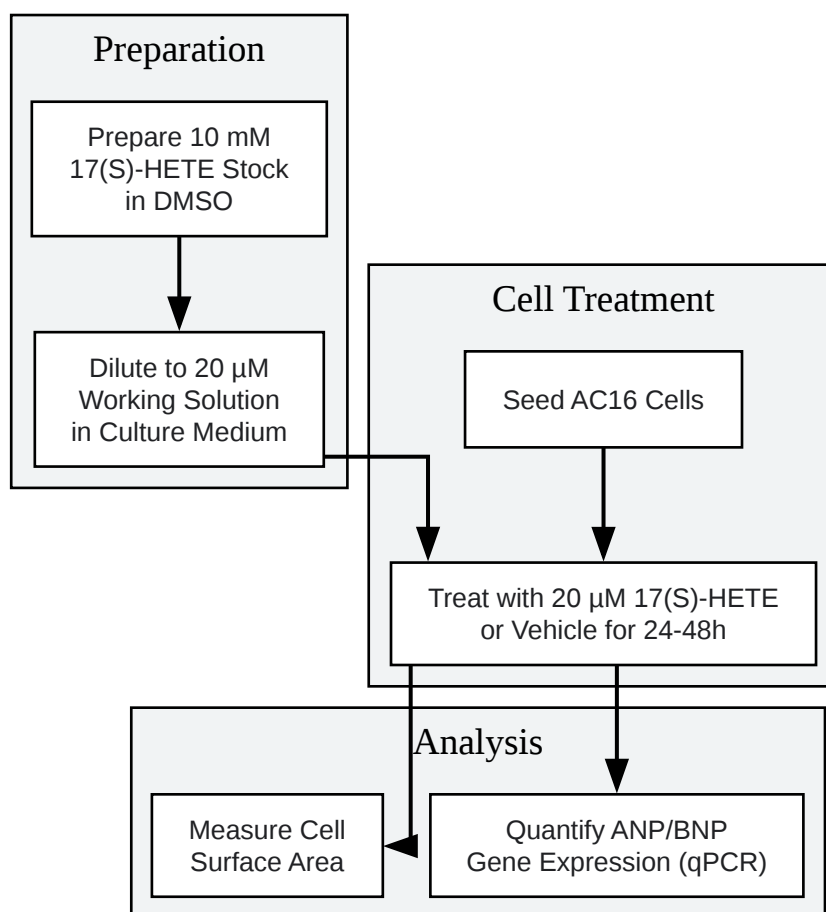 Preparation
Prepare 10 mM
17(S)-HETE Stock
in DMSO
Dilute to 20 µM
Working Solution
in Culture Medium
Cell Treatment
Seed AC16 Cells
Treat with 20 µM 17(S)-HETE
or Vehicle for 24-48h
Analysis
Measure Cell
Surface Area
Quantify ANP/BNP
Gene Expression (qPCR)